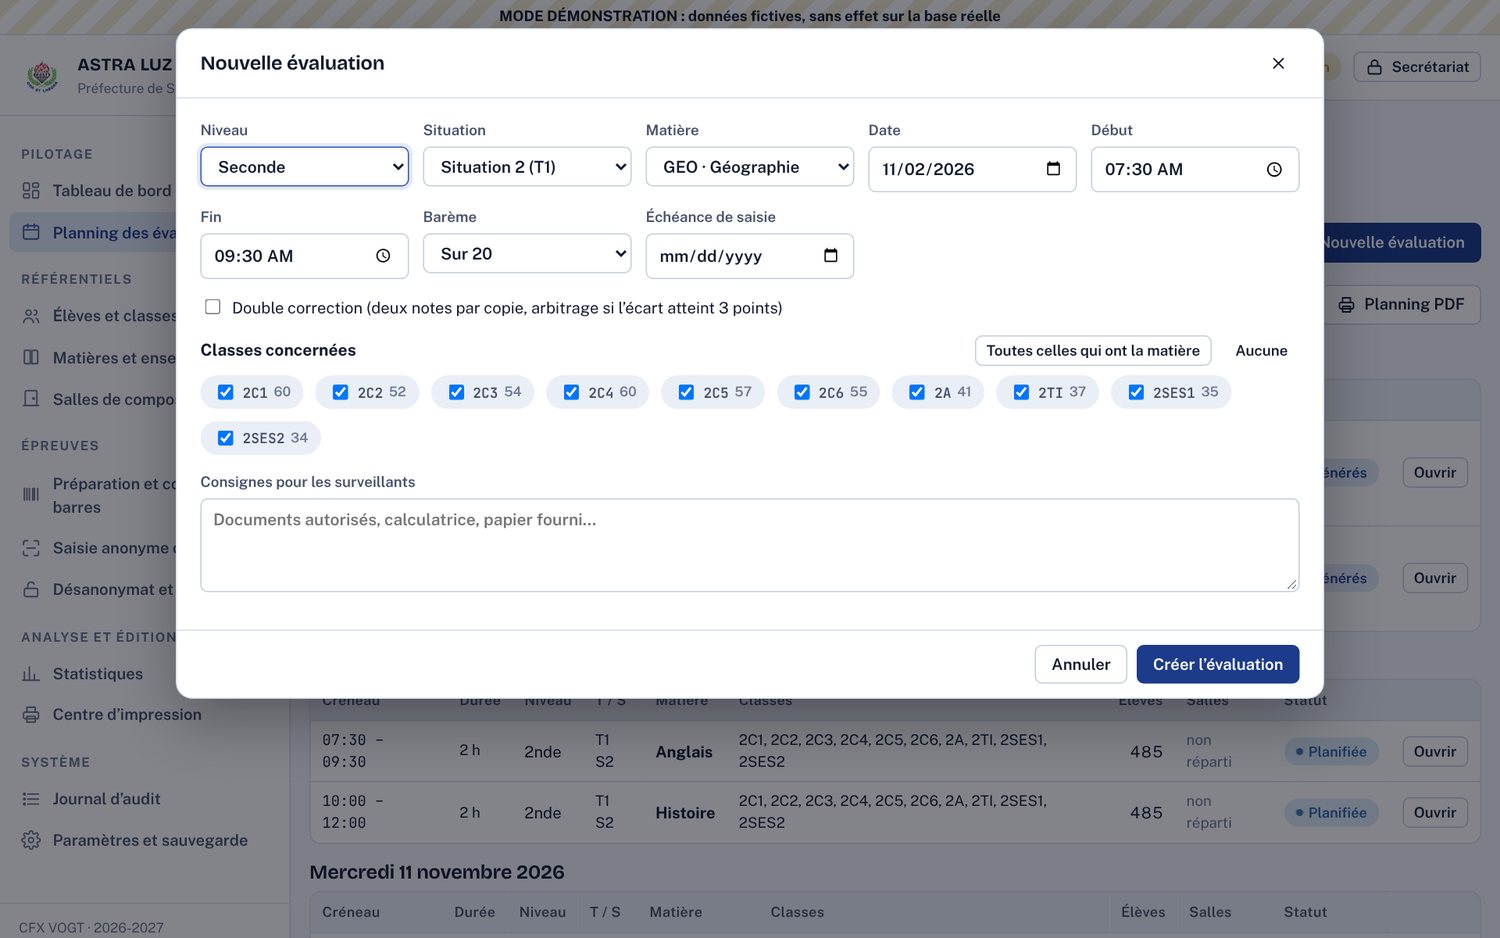 MODE DÉMONSTRATION : données fictives, sans effet sur la base réelle
ASTRA LUZ
Préfecture de S
Secrétariat
PILOTAGE
Tableau de bord
Planning des éva
RÉFÉRENTIELS
Élèves et classes
Matières et ense
Salles de compo
ÉPREUVES
Préparation et co
barres
Saisie anonyme
Désanonymat et
ANALYSE ET ÉDITION
Statistiques
Centre d’impression
SYSTÈME
Journal d’audit
Paramètres et sauvegarde
CFX VOGT · 2026-2027
Nouvelle évaluation
Niveau Situation Matière Date Début
Seconde Situation 2 (T1) GEO · Géographie 11/02/2026 07:30 AM
Fin Barème Échéance de saisie
09:30 AM Sur 20 mm/dd/yyyy
Double correction (deux notes par copie, arbitrage si l’écart atteint 3 points)
Classes concernées Toutes celles qui ont la matière Aucune
2C1 60 2C2 52 2C3 54 2C4 60 2C5 57 2C6 55 2A 41 2TI 37 2SES1 35
2SES2 34
Consignes pour les surveillants
Documents autorisés, calculatrice, papier fourni...
Annuler Créer l’évaluation
Nouvelle évaluation
Planning PDF
énérés Ouvrir
énérés Ouvrir
Créneau Durée Niveau T / S Matière Classes Élèves Salles Statut
07:30 – 09:30 2 h 2nde T1 S2 Anglais 2C1, 2C2, 2C3, 2C4, 2C5, 2C6, 2A, 2TI, 2SES1, 2SES2 485 non réparti Planifiée Ouvrir
10:00 – 12:00 2 h 2nde T1 S2 Histoire 2C1, 2C2, 2C3, 2C4, 2C5, 2C6, 2A, 2TI, 2SES1, 2SES2 485 non réparti Planifiée Ouvrir
Mercredi 11 novembre 2026
Créneau Durée Niveau T / S Matière Classes Élèves Salles Statut